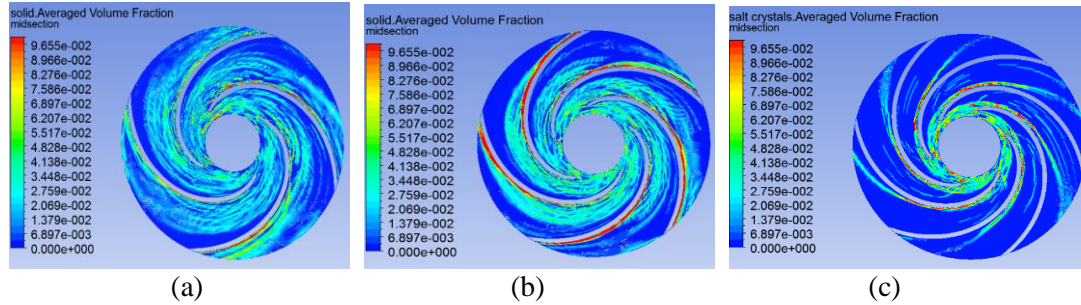 solid.Averaged Volume Fraction
midsection
9.655e-002
8.966e-002
8.276e-002
7.586e-002
6.897e-002
6.207e-002
5.517e-002
4.828e-002
4.138e-002
3.448e-002
2.759e-002
2.069e-002
1.379e-002
6.897e-003
0.000e+000
(a)
solid.Averaged Volume Fraction
midsection
9.655e-002
8.966e-002
8.276e-002
7.586e-002
6.897e-002
6.207e-002
5.517e-002
4.828e-002
4.138e-002
3.448e-002
2.759e-002
2.069e-002
1.379e-002
6.897e-003
0.000e+000
(b)
salt crystals.Averaged Volume Fraction
midsection
9.655e-002
8.966e-002
8.276e-002
7.586e-002
6.897e-002
6.207e-002
5.517e-002
4.828e-002
4.138e-002
3.448e-002
2.759e-002
2.069e-002
1.379e-002
6.897e-003
0.000e+000
(c)